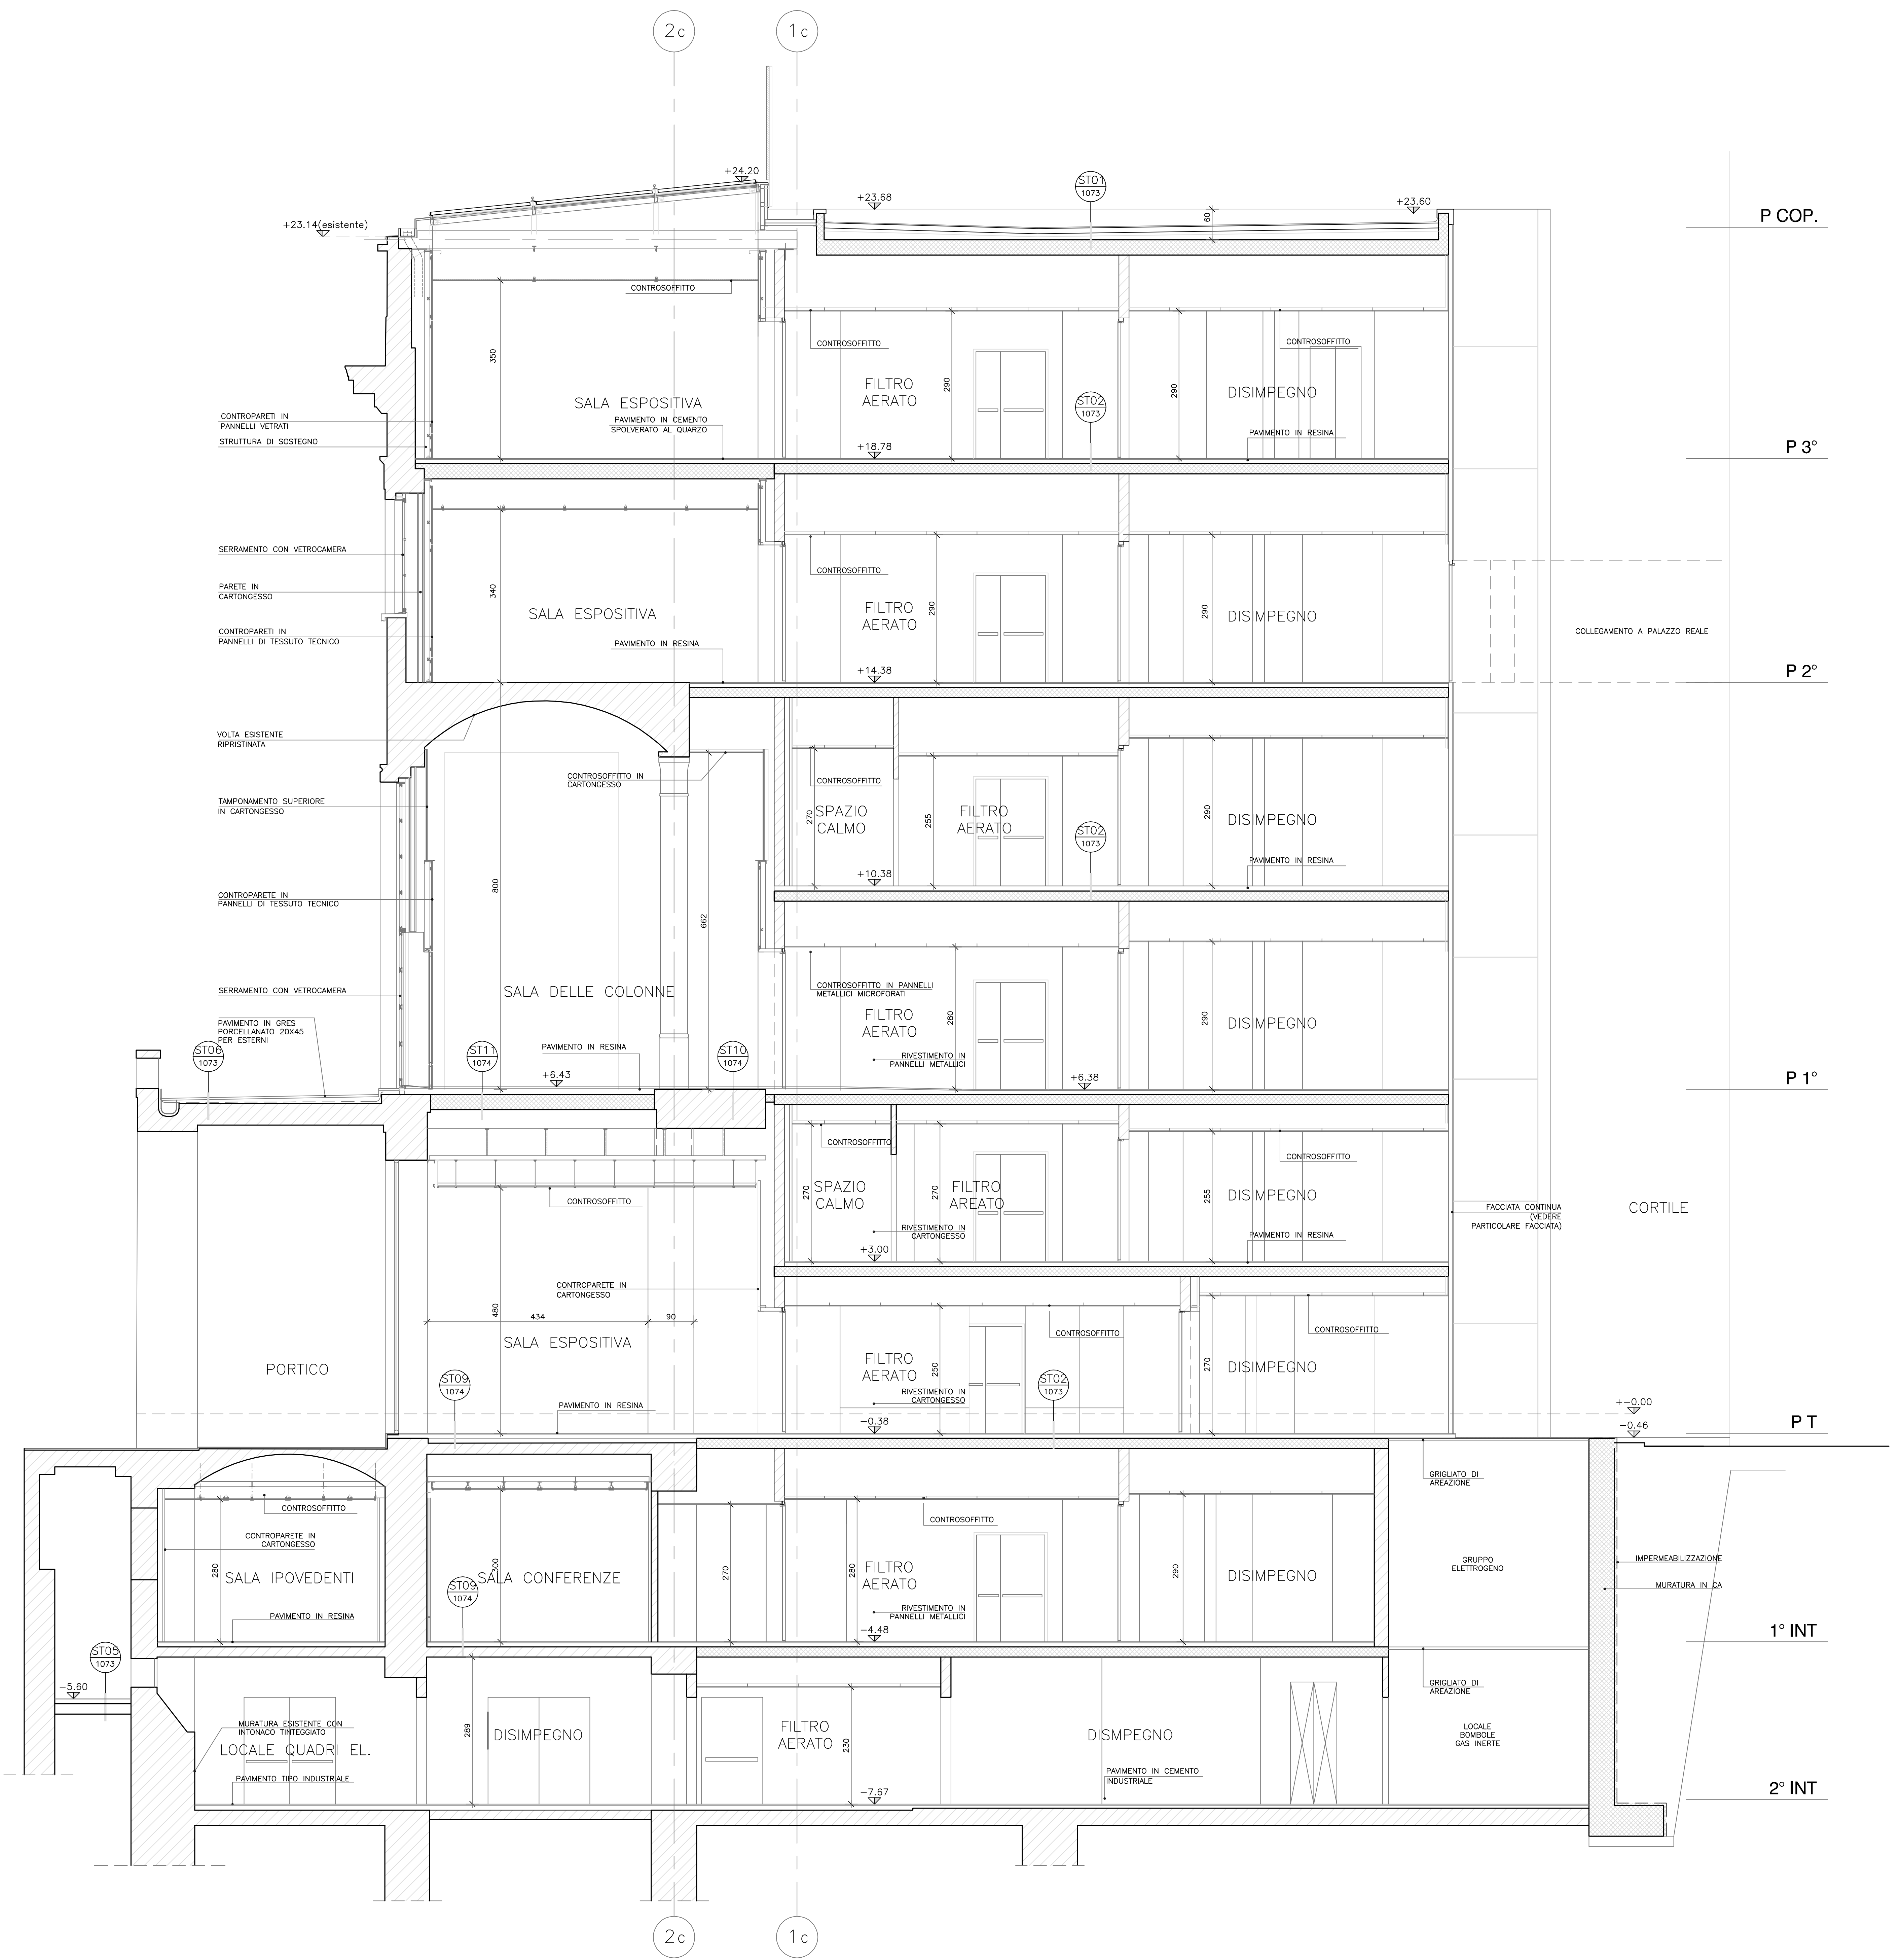 2c
1c
+24.20
ST01
1073
+23.68
+23.60
60
P COP.
+23.14(esistente)
CONTROSOFFITTO
350
CONTROSOFFITTO
CONTROSOFFITTO
FILTRO
AERATO
290
290
DISIMPEGNO
SALA ESPOSITIVA
ST02
1073
CONTROPARETI IN
PANNELLI VETRATI
STRUTTURA DI SOSTEGNO
PAVIMENTO IN CEMENTO
SPOLVERATO AL QUARZO
+18.78
PAVIMENTO IN RESINA
P 3°
SERRAMENTO CON VETROCAMERA
PARETE IN
CARTONGESSO
CONTROPARETI IN
PANNELLI DI TESSUTO TECNICO
340
SALA ESPOSITIVA
PAVIMENTO IN RESINA
CONTROSOFFITTO
FILTRO
AERATO
290
290
DISIMPEGNO
COLLEGAMENTO A PALAZZO REALE
+14.38
P 2°
VOLTA ESISTENTE
RIPRISTINATA
CONTROSOFFITTO IN
CARTONGESSO
CONTROSOFFITTO
TAMPONAMENTO SUPERIORE
IN CARTONGESSO
270
SPAZIO
CALMO
255
FILTRO
AERATO
ST02
1073
290
DISIMPEGNO
+10.38
PAVIMENTO IN RESINA
CONTROPARETE IN
PANNELLI DI TESSUTO TECNICO
800
662
SERRAMENTO CON VETROCAMERA
SALA DELLE COLONNE
CONTROSOFFITTO IN PANNELLI
METALLICI MICROFORATI
FILTRO
AERATO
280
290
DISIMPEGNO
RIVESTIMENTO IN
PANNELLI METALLICI
PAVIMENTO IN GRES
PORCELLANATO 20X45
PER ESTERNI
ST06
1073
ST11
1074
PAVIMENTO IN RESINA
ST10
1074
+6.43
+6.38
P 1°
CONTROSOFFITTO
CONTROSOFFITTO
CONTROSOFFITTO
270
SPAZIO
CALMO
270
FILTRO
AREATO
255
DISIMPEGNO
RIVESTIMENTO IN
CARTONGESSO
FACCIATA CONTINUA
(VEDERE
PARTICOLARE FACCIATA)
CORTILE
+3.00
PAVIMENTO IN RESINA
CONTROPARETE IN
CARTONGESSO
480
434
90
SALA ESPOSITIVA
PORTICO
CONTROSOFFITTO
CONTROSOFFITTO
FILTRO
AERATO
250
270
DISIMPEGNO
ST09
1074
RIVESTIMENTO IN
CARTONGESSO
ST02
1073
PAVIMENTO IN RESINA
-0.38
+-0.00
-0.46
P T
GRIGLIATO DI
AREAZIONE
CONTROSOFFITTO
CONTROPARETE IN
CARTONGESSO
CONTROSOFFITTO
280
SALA IPOVEDENTI
300
SALA CONFERENZE
ST09
1074
270
280
FILTRO
AERATO
290
DISIMPEGNO
GRUPPO
ELETTROGENO
IMPERMEABILIZZAZIONE
MURATURA IN CA
PAVIMENTO IN RESINA
RIVESTIMENTO IN
PANNELLI METALLICI
-4.48
1° INT
ST05
1073
-5.60
GRIGLIATO DI
AREAZIONE
MURATURA ESISTENTE CON
INTONACO TINTEGGIATO
LOCALE QUADRI EL.
289
DISIMPEGNO
FILTRO
AERATO
230
DISMPEGNO
LOCALE
BOMBOLE
GAS INERTE
PAVIMENTO TIPO INDUSTRIALE
PAVIMENTO IN CEMENTO
INDUSTRIALE
-7.67
2° INT
2c
1c